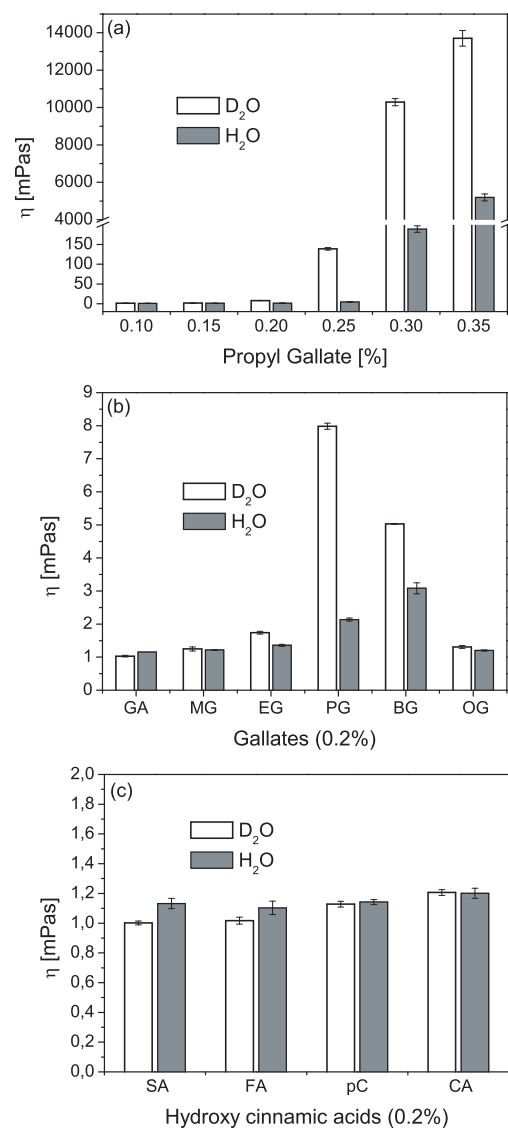 (a)
14000
12000
10000
8000
6000
4000
150
100
50
0
η [mPas]
D₂O
H₂O
0.10 0.15 0.20 0.25 0.30 0.35
Propyl Gallate [%]
(b)
9
8
7
6
5
4
3
2
1
0
η [mPas]
D₂O
H₂O
GA MG EG PG BG OG
Gallates (0.2%)
(c)
2,0
1,8
1,6
1,4
1,2
1,0
0,8
0,6
0,4
0,2
0,0
η [mPas]
D₂O
H₂O
SA FA pC CA
Hydroxy cinnamic acids (0.2%)